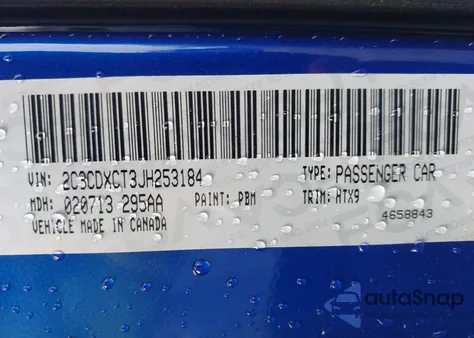 VIN: 2C3CDXCT3JH253184 TYPE: PASSENGER CAR
MDH: 020713 295AA PAINT: PBM TRIM: HTX9
VEHICLE MADE IN CANADA 4658843
autoSnap